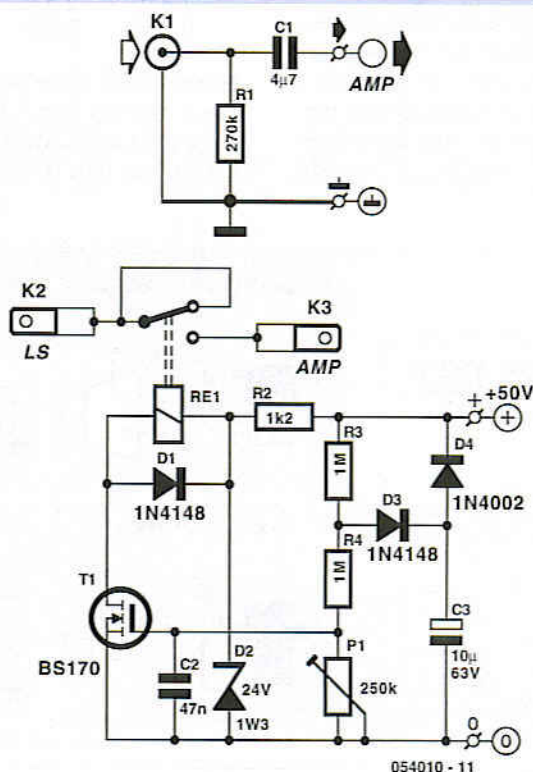 K1
C1
4µ7
AMP
R1
270k
K2
LS
K3
AMP
RE1
R2
1k2
+ +50V
+
R3
1M
D4
1N4002
D1
1N4148
D3
1N4148
R4
1M
T1
BS170
C2
47n
D2
24V
1W3
P1
250k
C3
10µ
63V
0
0
054010 - 11